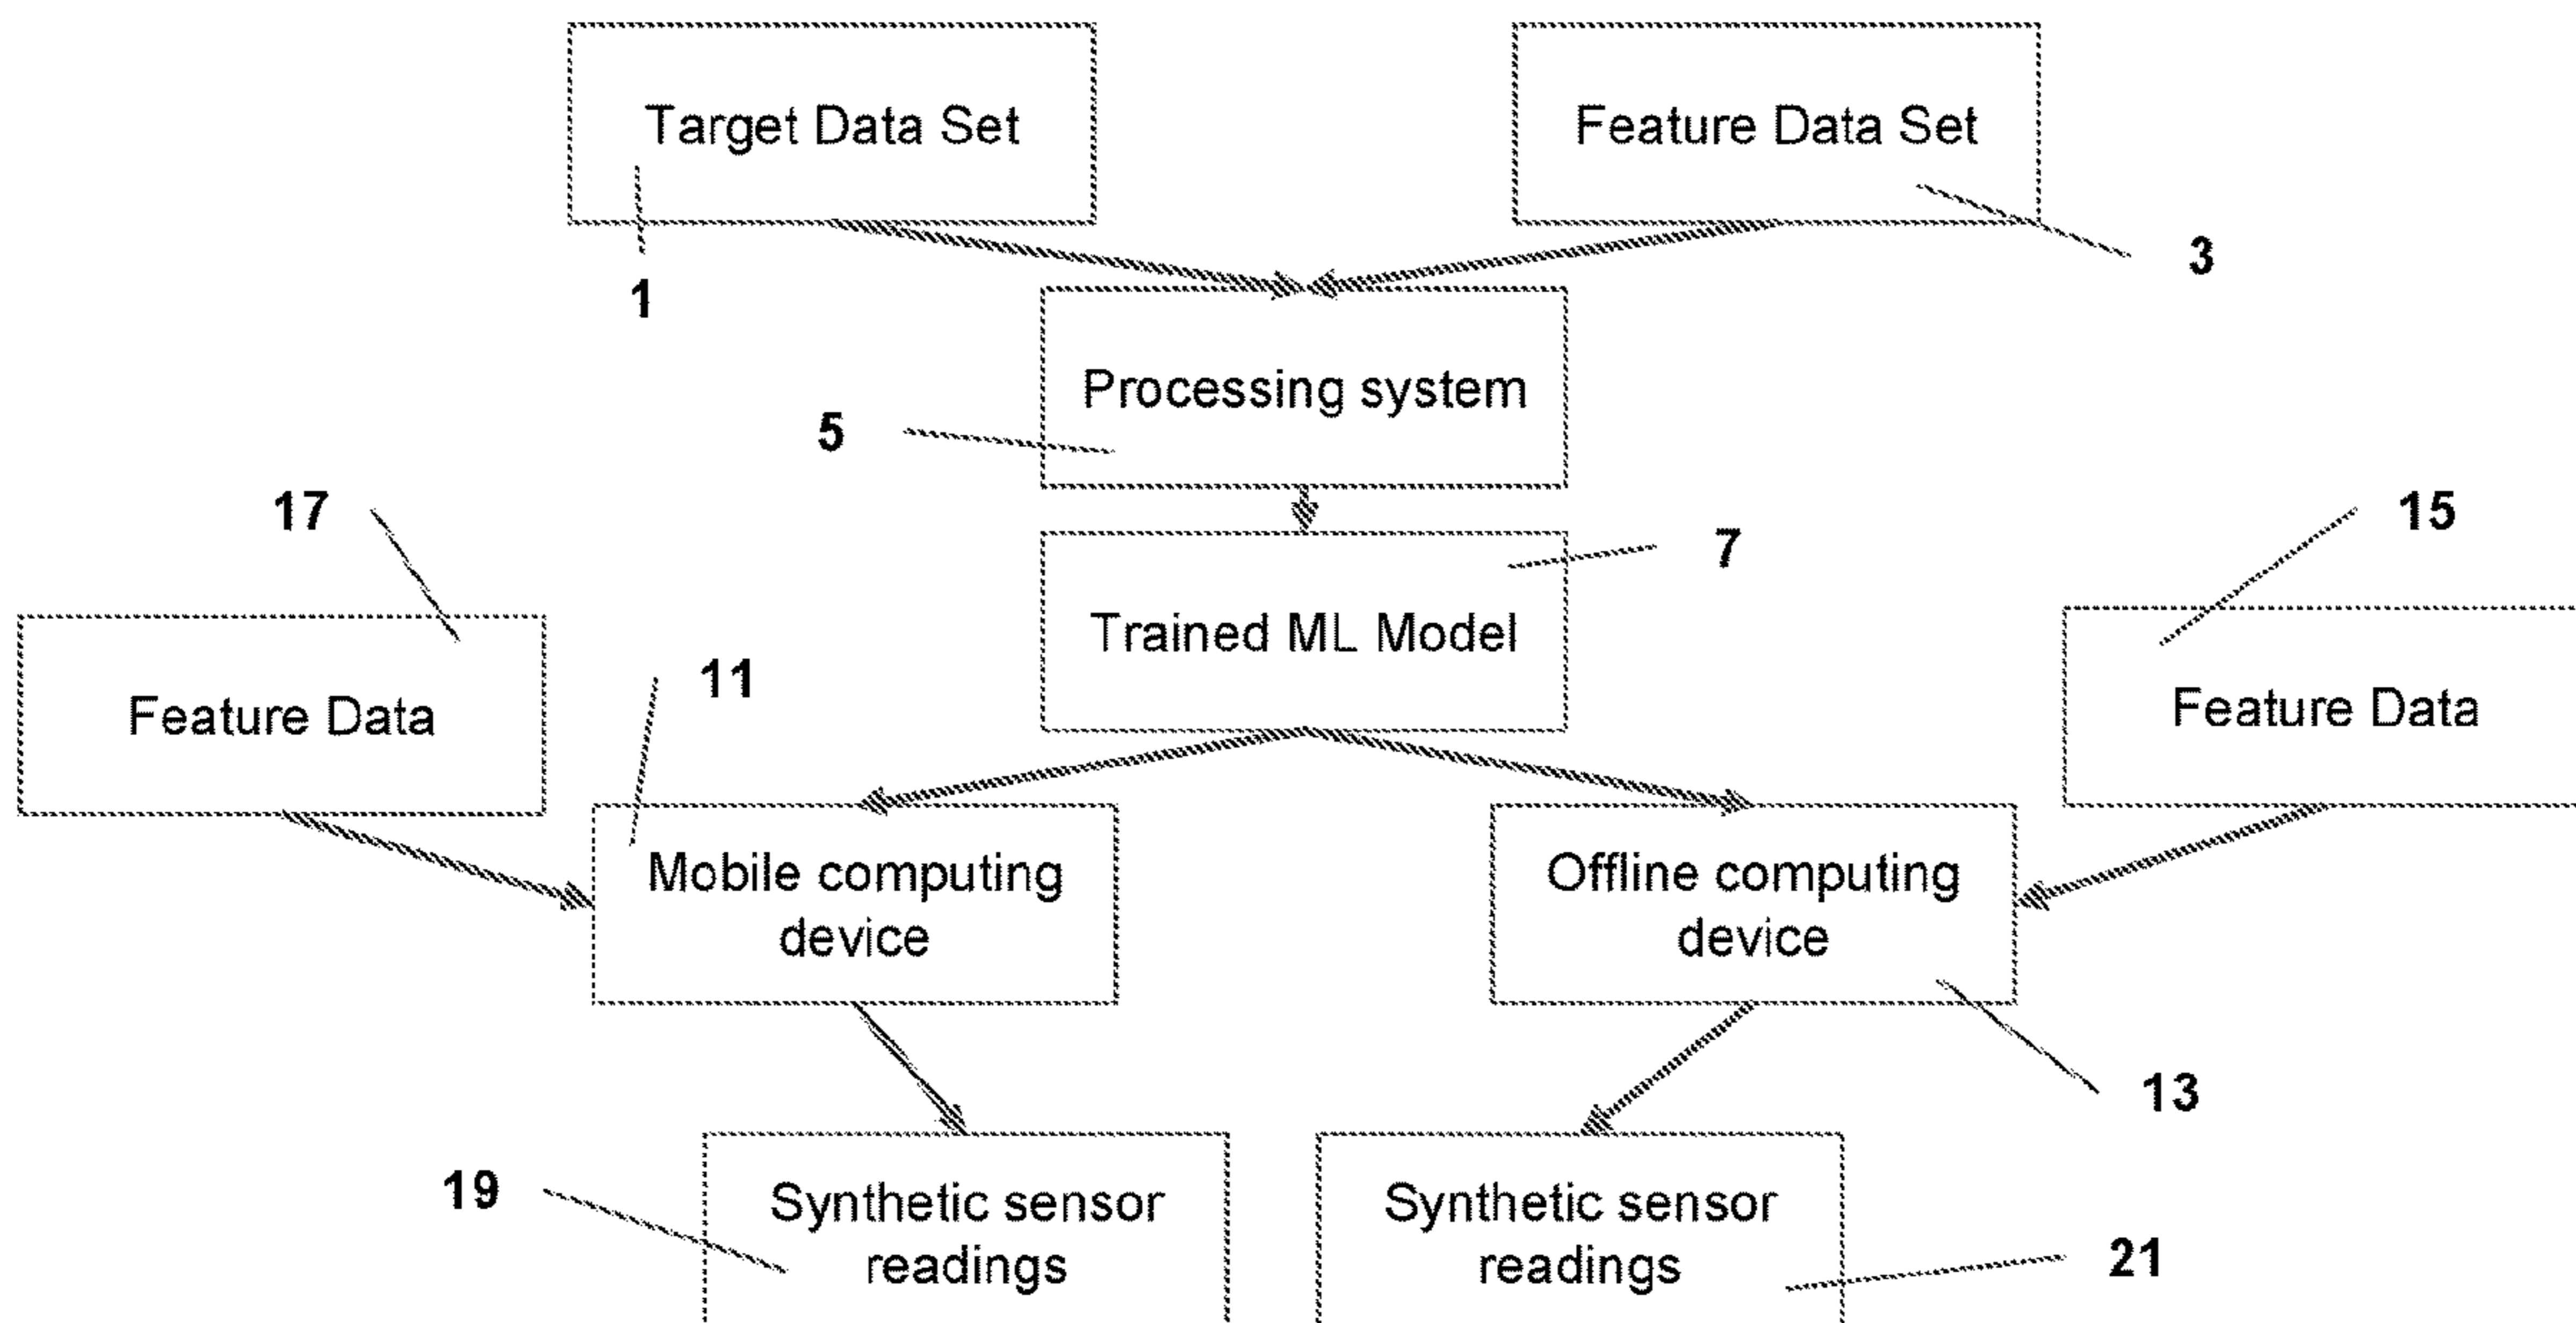 Target Data Set
Feature Data Set
1
3
Processing system
5
17
15
7
Trained ML Model
11
Feature Data
Feature Data
Mobile computing
device
Offline computing
device
13
19
Synthetic sensor
readings
Synthetic sensor
readings
21